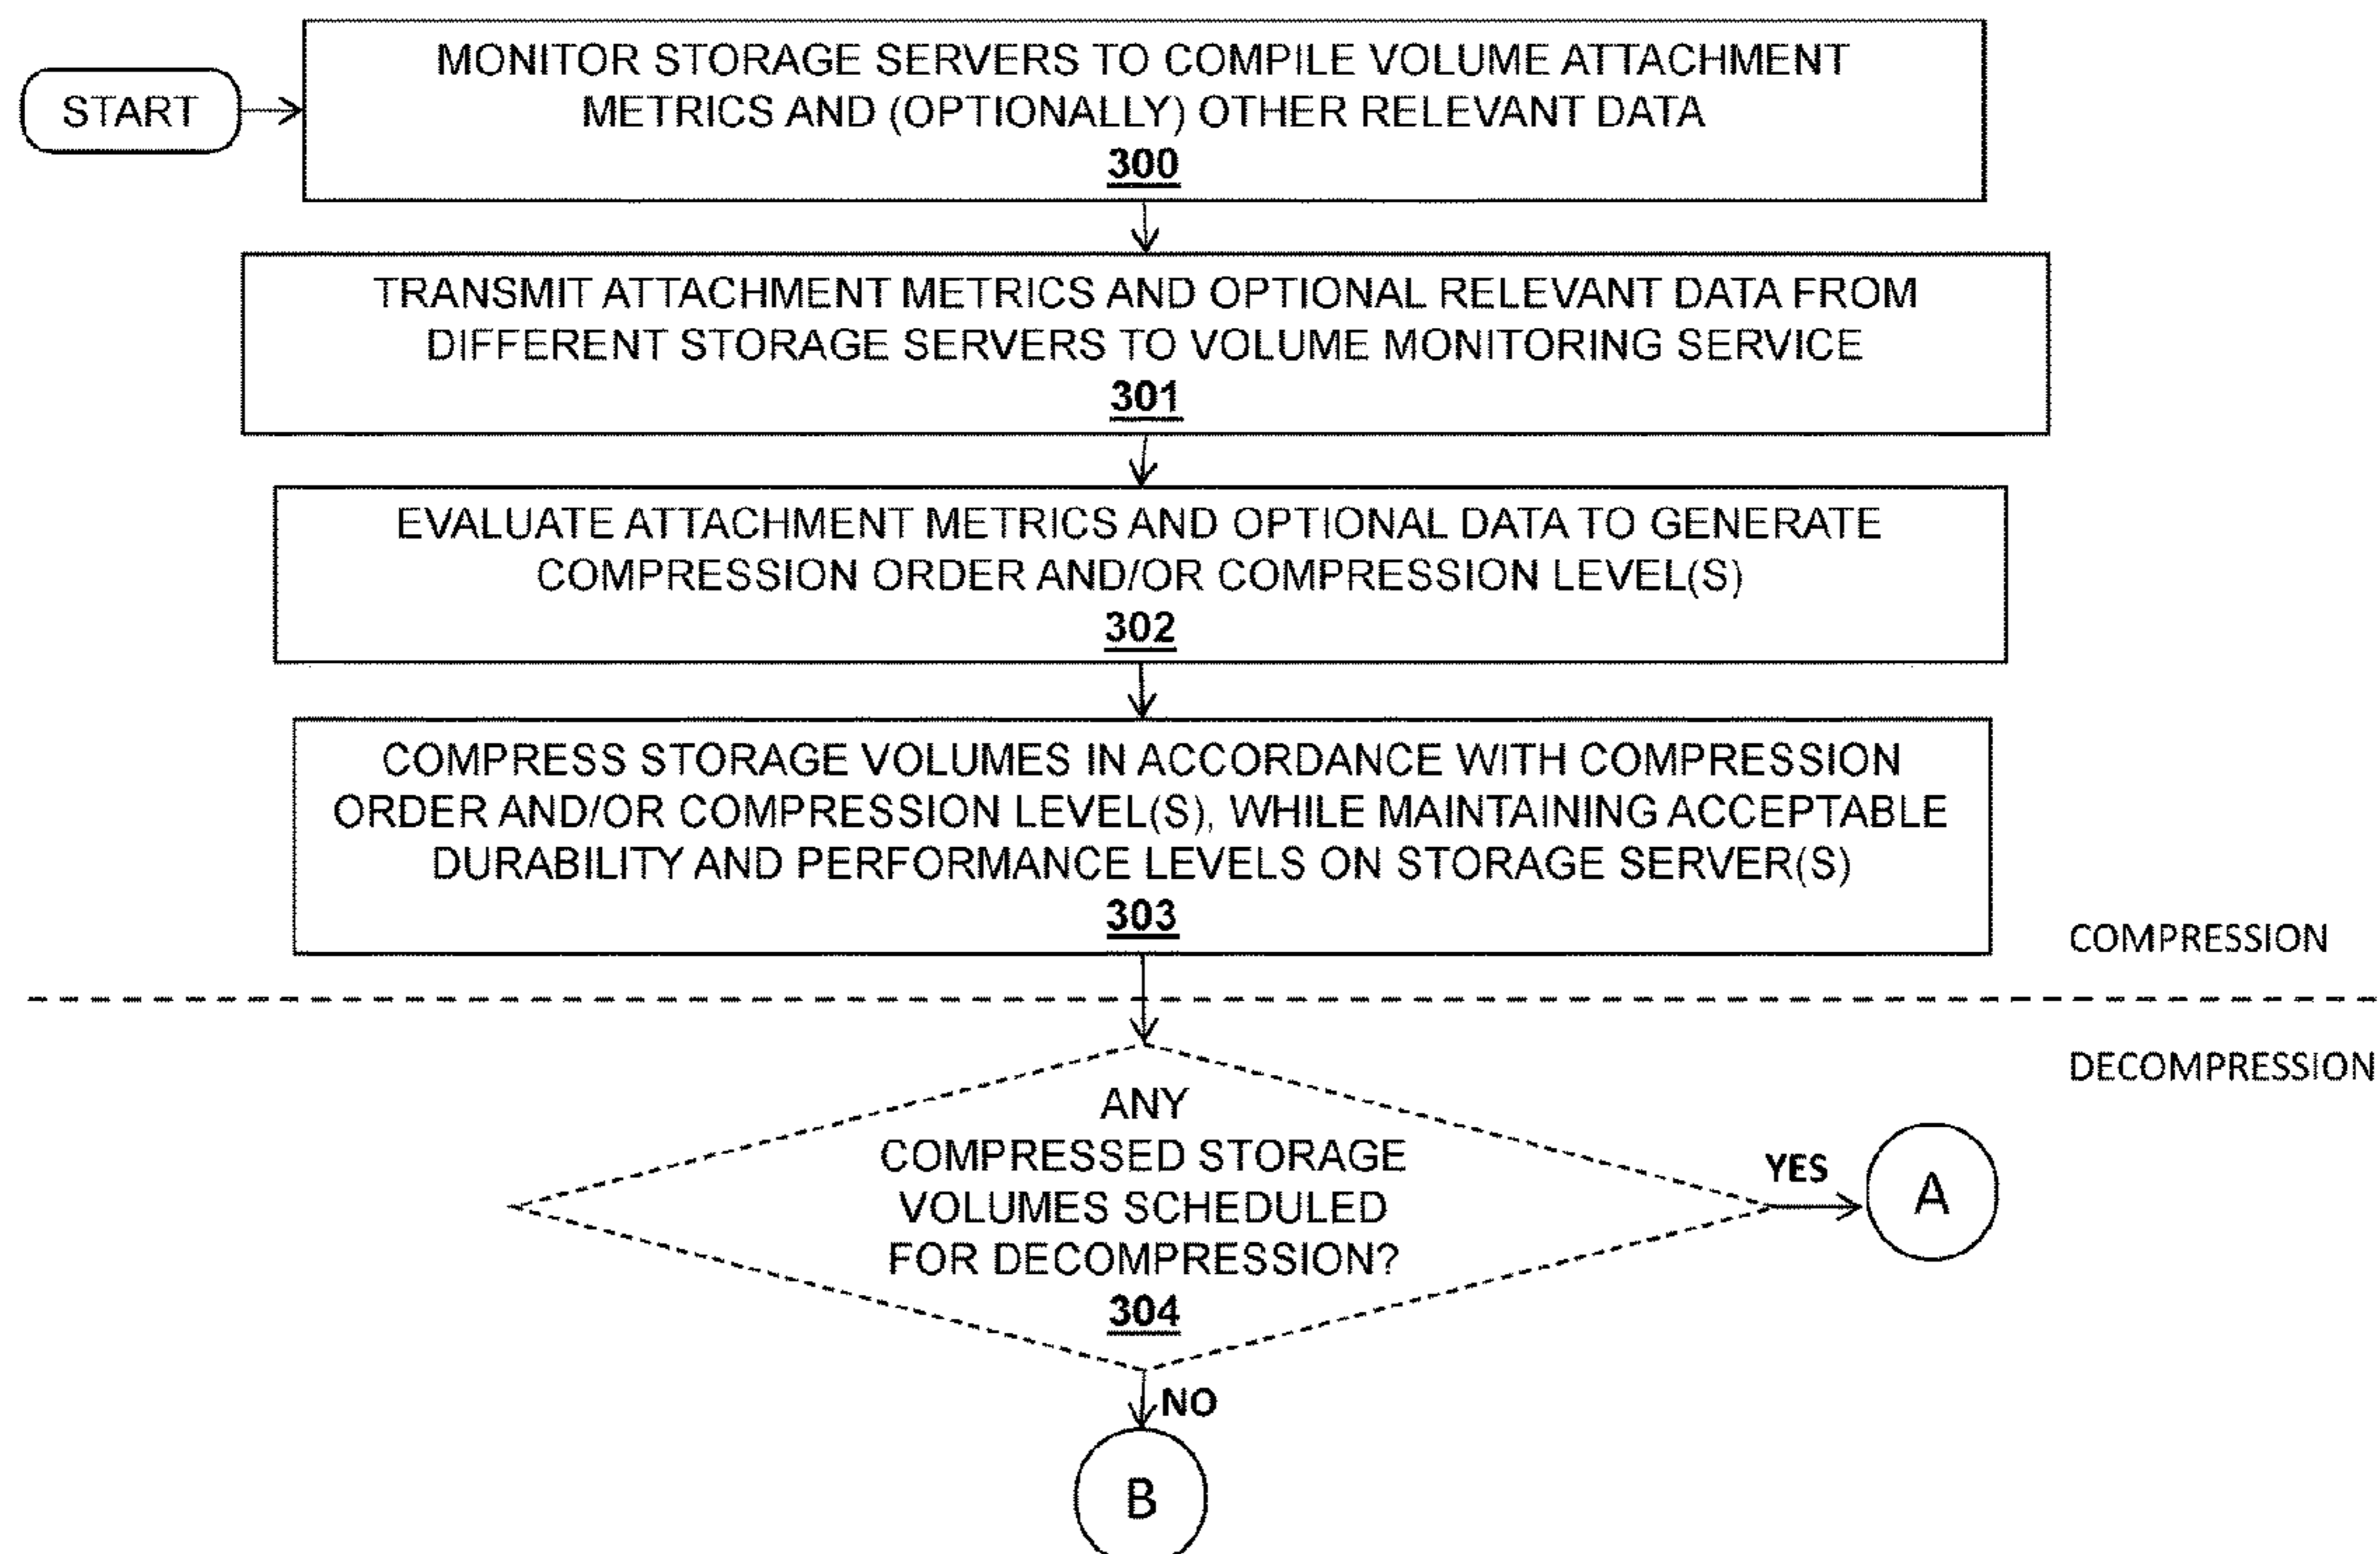 START
MONITOR STORAGE SERVERS TO COMPILE VOLUME ATTACHMENT
METRICS AND (OPTIONALLY) OTHER RELEVANT DATA
300
TRANSMIT ATTACHMENT METRICS AND OPTIONAL RELEVANT DATA FROM
DIFFERENT STORAGE SERVERS TO VOLUME MONITORING SERVICE
301
EVALUATE ATTACHMENT METRICS AND OPTIONAL DATA TO GENERATE
COMPRESSION ORDER AND/OR COMPRESSION LEVEL(S)
302
COMPRESS STORAGE VOLUMES IN ACCORDANCE WITH COMPRESSION
ORDER AND/OR COMPRESSION LEVEL(S), WHILE MAINTAINING ACCEPTABLE
DURABILITY AND PERFORMANCE LEVELS ON STORAGE SERVER(S)
303
COMPRESSION
DECOMPRESSION
ANY
COMPRESSED STORAGE
VOLUMES SCHEDULED
FOR DECOMPRESSION?
304
YES
A
NO
B